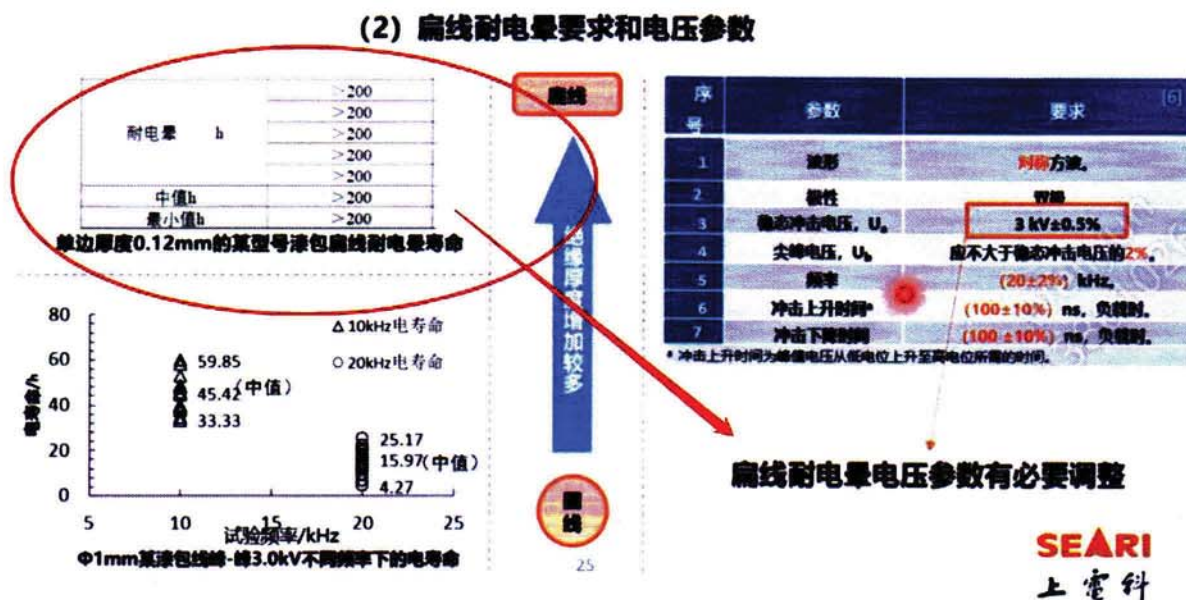 (2) 扁线耐电晕要求和电压参数
耐电晕 h
>200
>200
>200
>200
>200
中值h >200
最小值h >200
单边厚度0.12mm的某型号漆包扁线耐电晕寿命
电寿命/h
80
60
40
20
0
5 10 15 20 25
△ 10kHz电寿命
○ 20kHz电寿命
59.85
45.42 (中值)
33.33
25.17
15.97 (中值)
4.27
试验频率/kHz
Φ1mm某漆包线峰-峰3.0kV不同频率下的电寿命
扁线
绝缘厚度增加较多
圆线
25
序号 参数 要求 [6]
1 波形 对称方波。
2 极性 双极
3 稳态冲击电压，Ua 3 kV±0.5%
4 尖峰电压，Ub 应不大于稳态冲击电压的2%。
5 频率 (20±2%) kHz。
6 冲击上升时间ª (100±10%) ns，负载时。
7 冲击下降时间 (100 ±10%) ns，负载时。
ª 冲击上升时间为峰值电压从低电位上升至高电位所需的时间。
扁线耐电晕电压参数有必要调整
SEARI
上電科